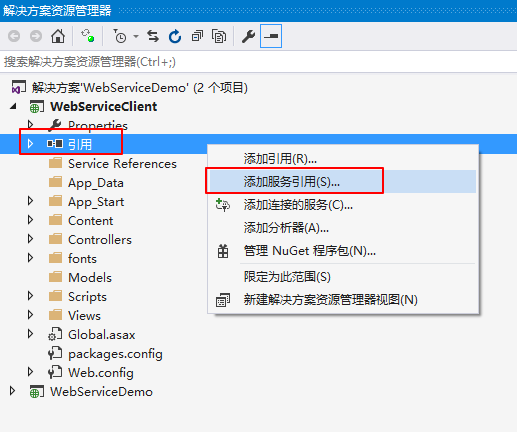 解决方案资源管理器
搜索解决方案资源管理器(Ctrl+;)
解决方案'WebServiceDemo' (2 个项目)
WebServiceClient
Properties
引用
Service References
App_Data
App_Start
Content
Controllers
fonts
Models
Scripts
Views
Global.asax
packages.config
Web.config
WebServiceDemo
添加引用(R)...
添加服务引用(S)...
添加连接的服务(C)...
添加分析器(A)...
管理 NuGet 程序包(N)...
限定为此范围(S)
新建解决方案资源管理器视图(N)